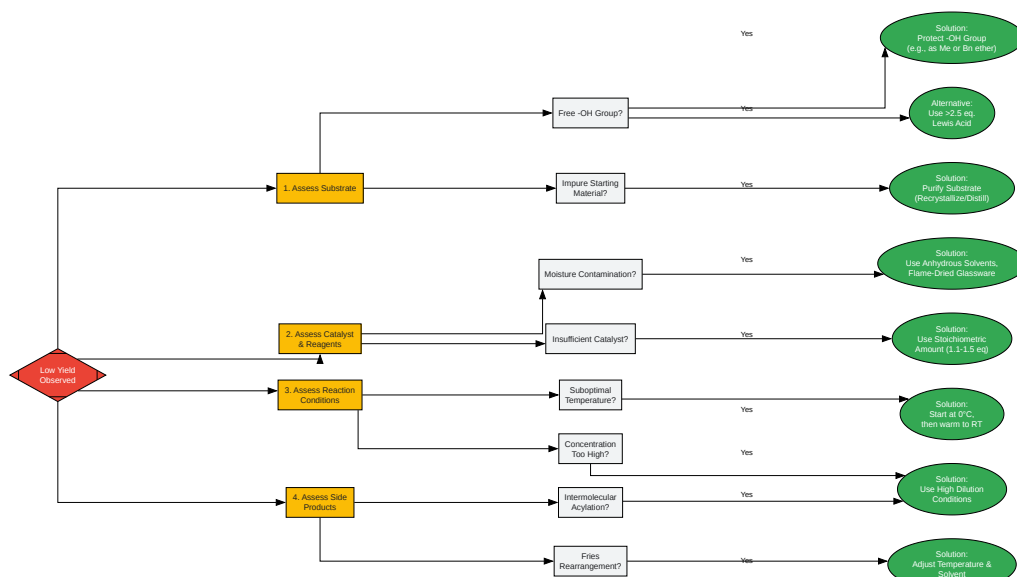 Yes
Solution:
Protect -OH Group
(e.g., as Me or Bn ether)
Free -OH Group?
Yes
Alternative:
Use >2.5 eq.
Lewis Acid
1. Assess Substrate
Impure Starting
Material?
Yes
Solution:
Purify Substrate
(Recrystallize/Distill)
Moisture Contamination?
Yes
Solution:
Use Anhydrous Solvents,
Flame-Dried Glassware
2. Assess Catalyst
& Reagents
Insufficient Catalyst?
Yes
Solution:
Use Stoichiometric
Amount (1.1-1.5 eq)
Low Yield
Observed
3. Assess Reaction
Conditions
Suboptimal
Temperature?
Yes
Solution:
Start at 0°C,
then warm to RT
Concentration
Too High?
Yes
Solution:
Use High Dilution
Conditions
4. Assess Side
Products
Intermolecular
Acylation?
Yes
Fries
Rearrangement?
Yes
Solution:
Adjust Temperature &
Solvent